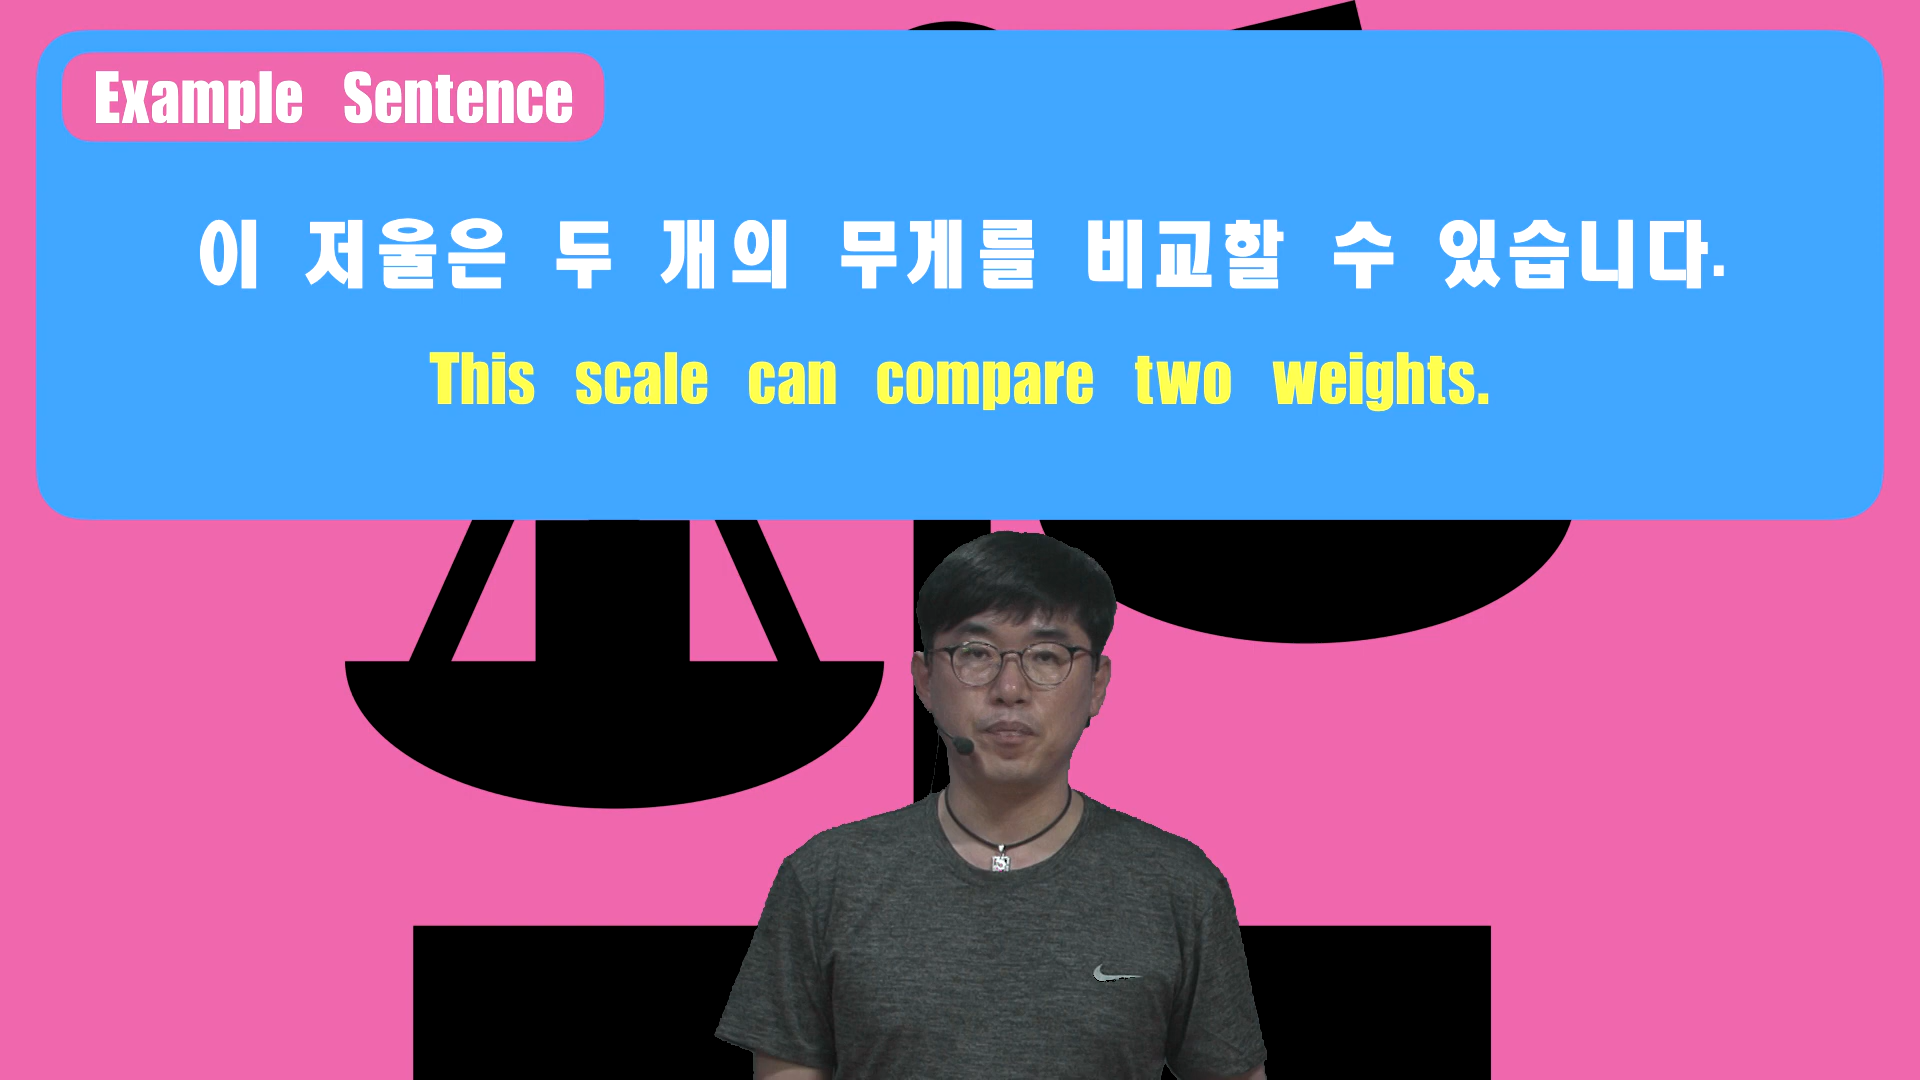 Example Sentence
이 저울은 두 개의 무게를 비교할 수 있습니다.
This scale can compare two weights.